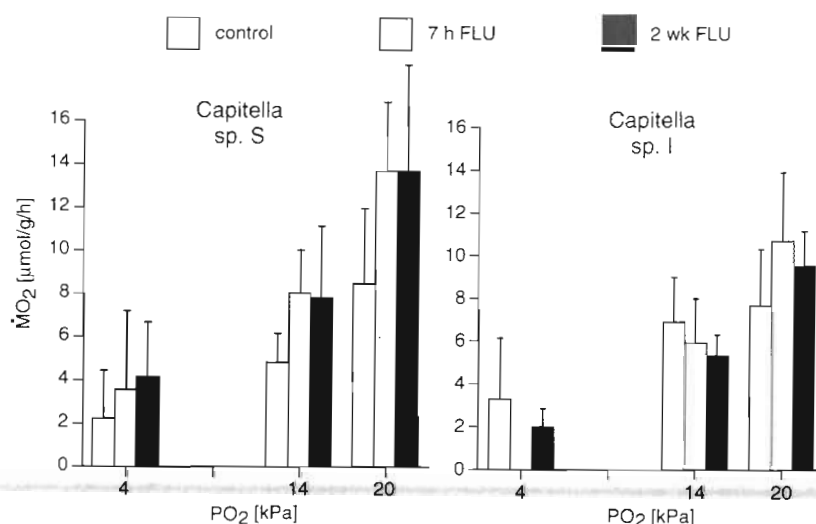 control
7 h FLU
2 wk FLU
Capitella
sp. S
Capitella
sp. I
ṀO2 [µmol/g/h]
16
14
12
10
8
6
4
2
0
4
14
20
PO2 [kPa]
16
14
12
10
8
6
4
2
0
4
14
20
PO2 [kPa]